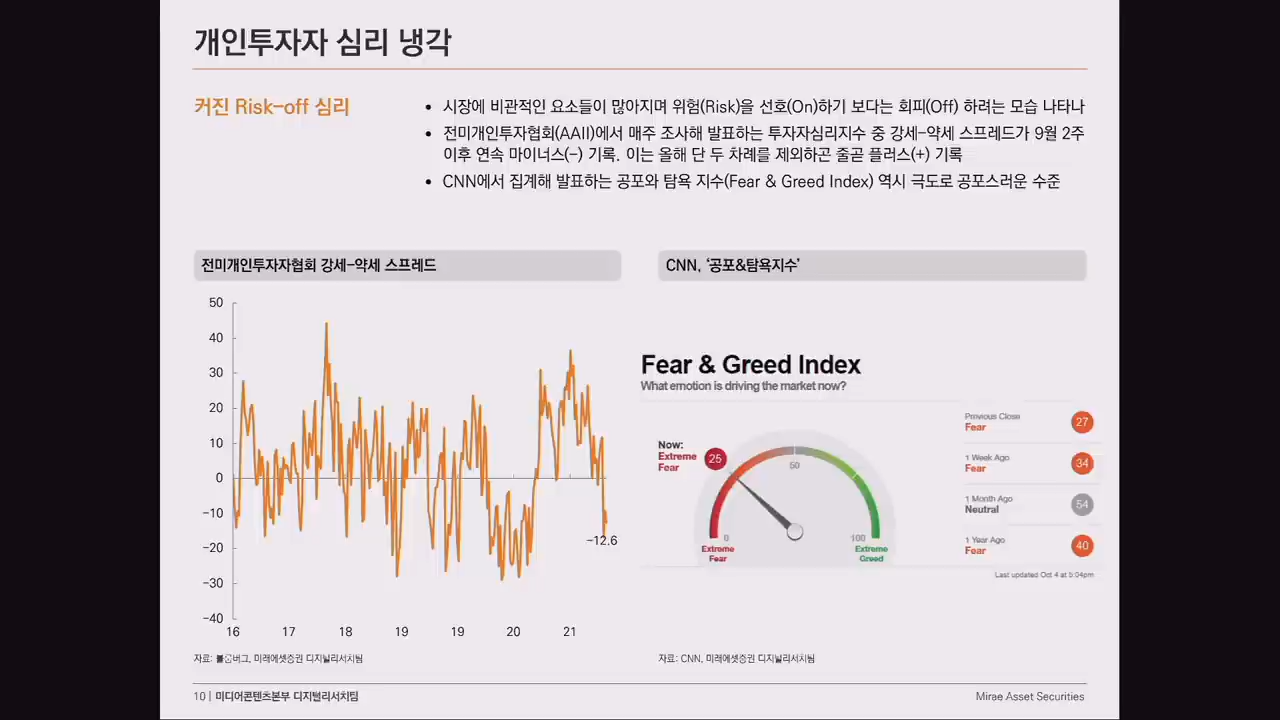 개인투자자 심리 냉각
커진 Risk-off 심리
• 시장에 비관적인 요소들이 많아지며 위험(Risk)을 선호(On)하기 보다는 회피(Off) 하려는 모습 나타나
• 전미개인투자협회(AAII)에서 매주 조사해 발표하는 투자자심리지수 중 강세-약세 스프레드가 9월 2주
이후 연속 마이너스(-) 기록. 이는 올해 단 두 차례를 제외하곤 줄곧 플러스(+) 기록
• CNN에서 집계해 발표하는 공포와 탐욕 지수(Fear & Greed Index) 역시 극도로 공포스러운 수준
전미개인투자자협회 강세-약세 스프레드
50
40
30
20
10
0
-10
-20
-30
-40
-12.6
16 17 18 19 19 20 21
자료: 블룸버그, 미래에셋증권 디지털리서치팀
CNN, ‘공포&탐욕지수’
Fear & Greed Index
What emotion is driving the market now?
Now:
Extreme
Fear
25
50
0
100
Extreme
Fear
Extreme
Greed
Previous Close
Fear
27
1 Week Ago
Fear
34
1 Month Ago
Neutral
54
1 Year Ago
Fear
40
Last updated Oct 4 at 5:04pm
자료: CNN, 미래에셋증권 디지털리서치팀
10 | 미디어콘텐츠본부 디지털리서치팀
Mirae Asset Securities